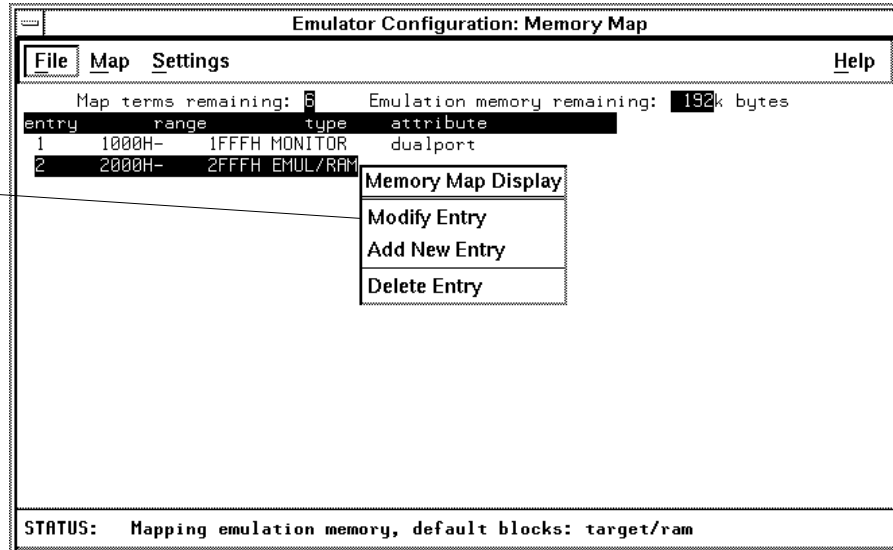 Emulator Configuration: Memory Map
File Map Settings Help
Map terms remaining: 6 Emulation memory remaining: 192k bytes
entry range type attribute
1 1000H- 1FFFH MONITOR dualport
2 2000H- 2FFFH EMUL/RAM
Memory Map Display
Modify Entry
Add New Entry
Delete Entry
STATUS: Mapping emulation memory, default blocks: target/ram